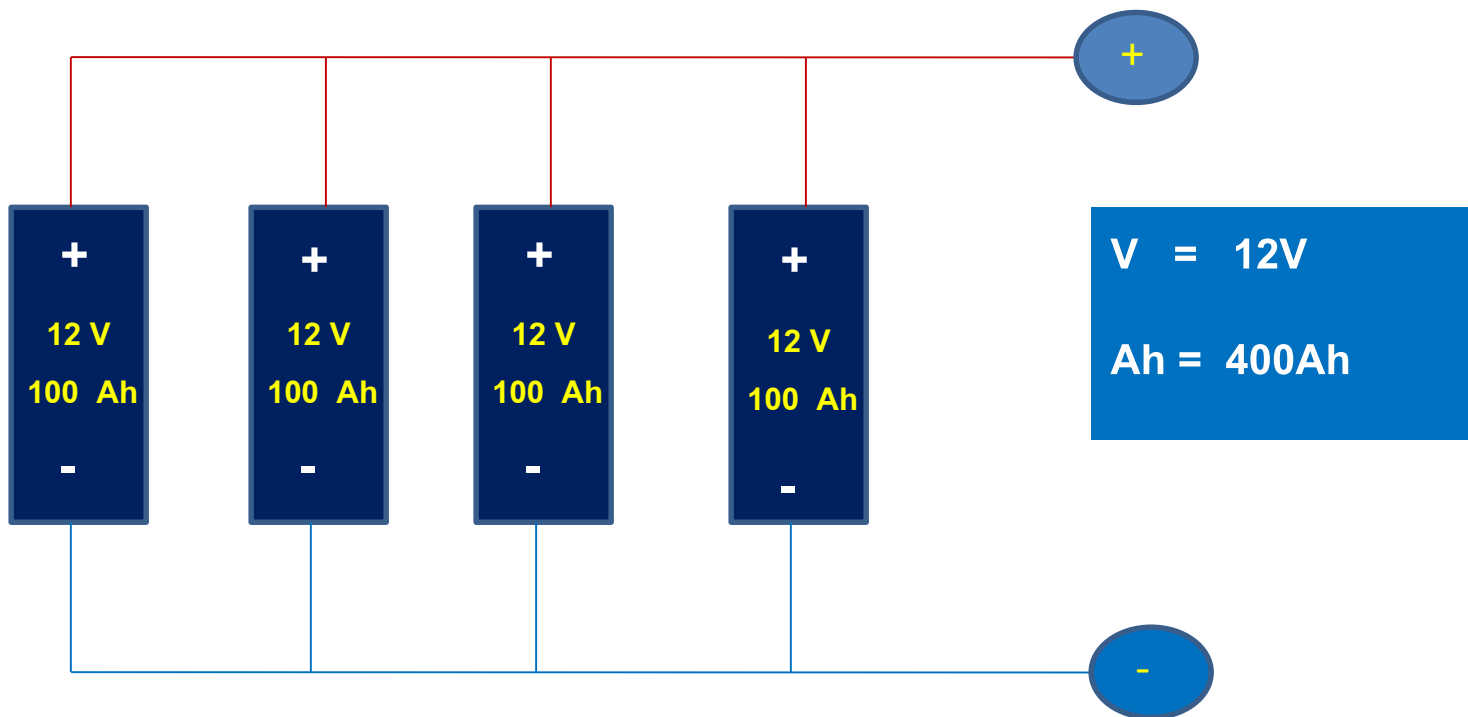 +
+
12 V
100 Ah
-
+
12 V
100 Ah
-
+
12 V
100 Ah
-
+
12 V
100 Ah
-
V = 12V
Ah = 400Ah
-